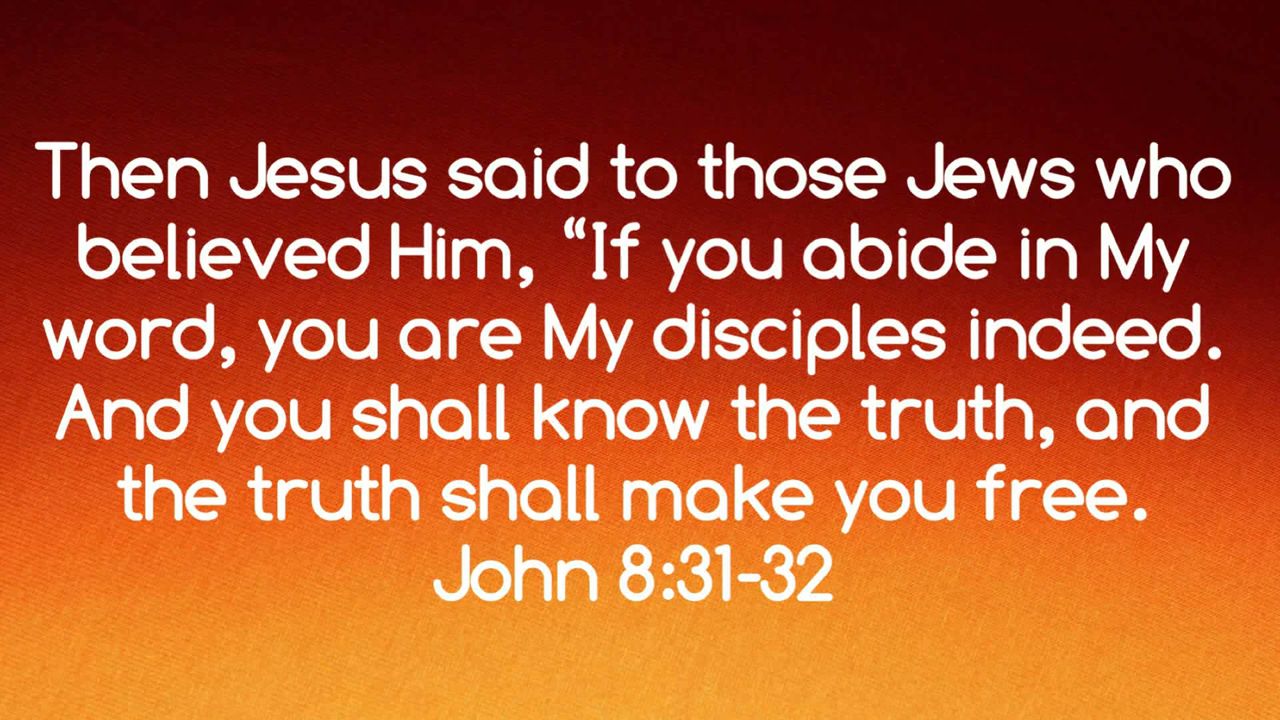 Then Jesus said to those Jews who
believed Him, “If you abide in My
word, you are My disciples indeed.
And you shall know the truth, and
the truth shall make you free.
John 8:31-32